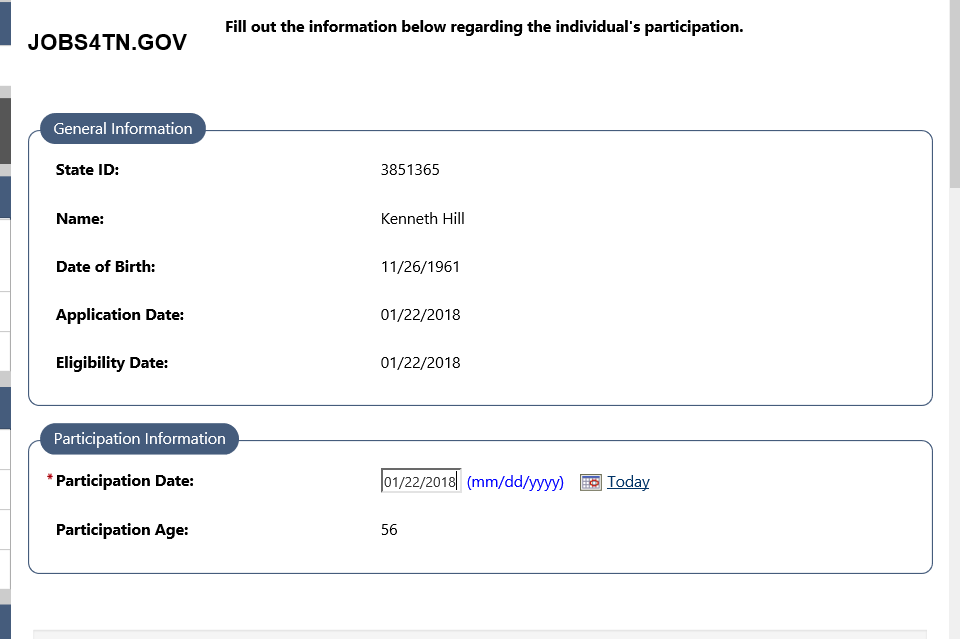 Fill out the information below regarding the individual's participation.
JOBS4TN.GOV
General Information
State ID: 3851365
Name: Kenneth Hill
Date of Birth: 11/26/1961
Application Date: 01/22/2018
Eligibility Date: 01/22/2018
Participation Information
* Participation Date: 01/22/2018 (mm/dd/yyyy) Today
Participation Age: 56